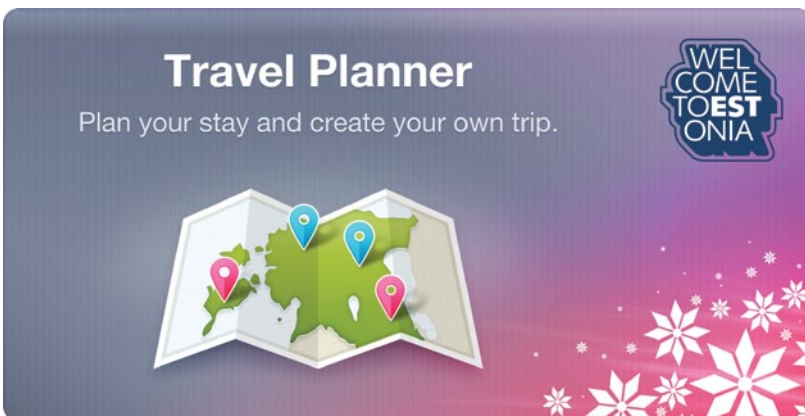 Travel Planner
Plan your stay and create your own trip.
WEL
COME
TOEST
ONIA